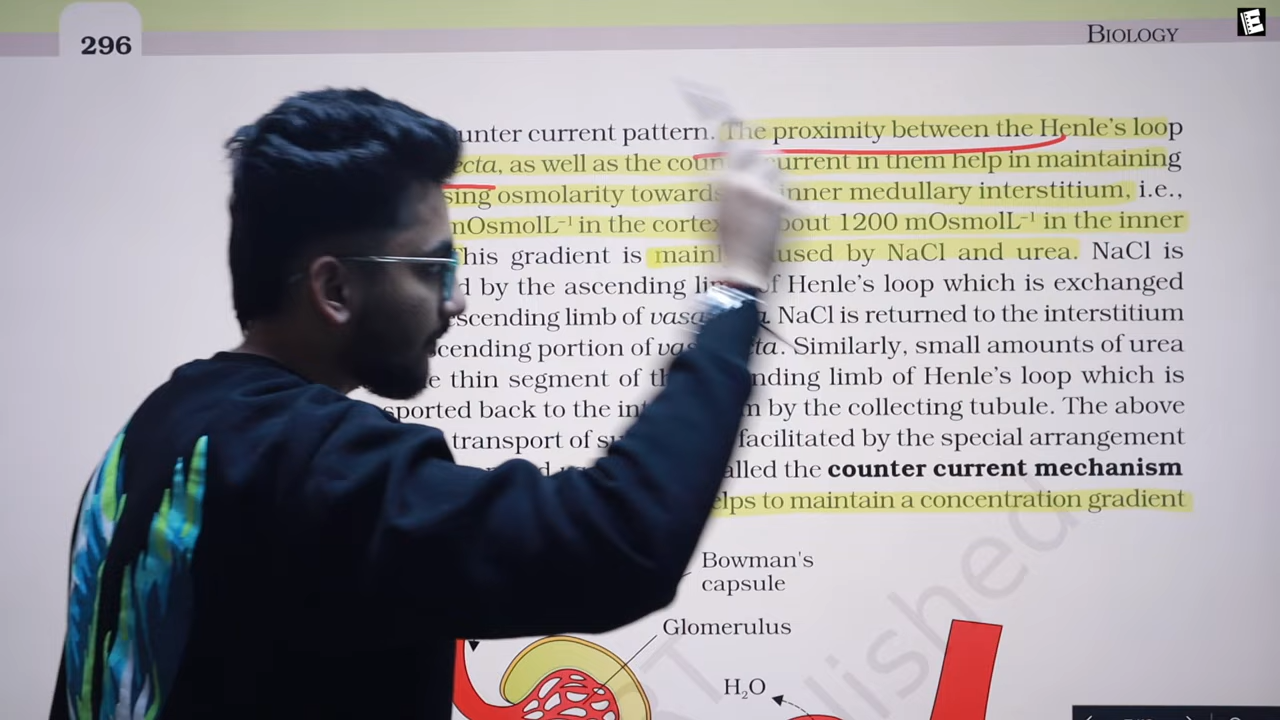 296
BIOLOGY
unter current pattern. The proximity between the Henle's loop
ecta, as well as the coun current in them help in maintaining
sing osmolarity towards inner medullary interstitium, i.e.,
mOsmolL⁻¹ in the cortex bout 1200 mOsmolL⁻¹ in the inner
This gradient is mainl used by NaCl and urea. NaCl is
d by the ascending li of Henle's loop which is exchanged
escending limb of vasa NaCl is returned to the interstitium
cending portion of vas ta. Similarly, small amounts of urea
e thin segment of th nding limb of Henle's loop which is
sported back to the int m by the collecting tubule. The above
transport of su facilitated by the special arrangement
alled the counter current mechanism
elps to maintain a concentration gradient
Bowman's
capsule
Glomerulus
H₂O